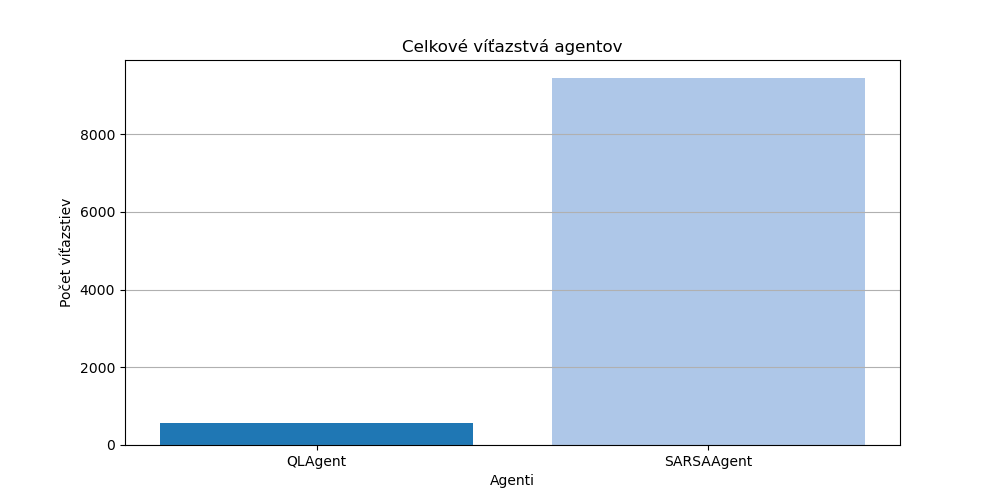 Celkové víťazstvá agentov
8000
6000
4000
2000
0
Počet víťazstiev
QLAgent
SARSAAgent
Agenti